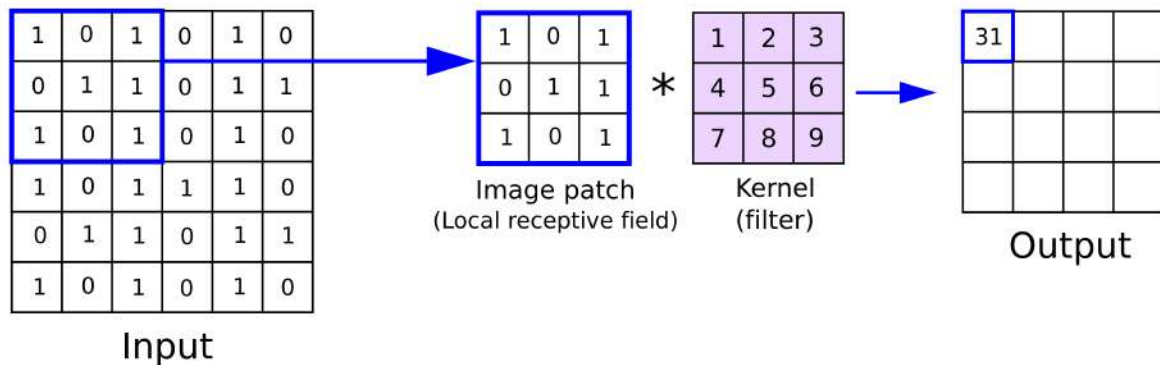 1 0 1 0 1 0
0 1 1 0 1 1
1 0 1 0 1 0
1 0 1 1 1 0
0 1 1 0 1 1
1 0 1 0 1 0
Input
1 0 1
0 1 1
1 0 1
Image patch
(Local receptive field)
*
1 2 3
4 5 6
7 8 9
Kernel
(filter)
31
Output